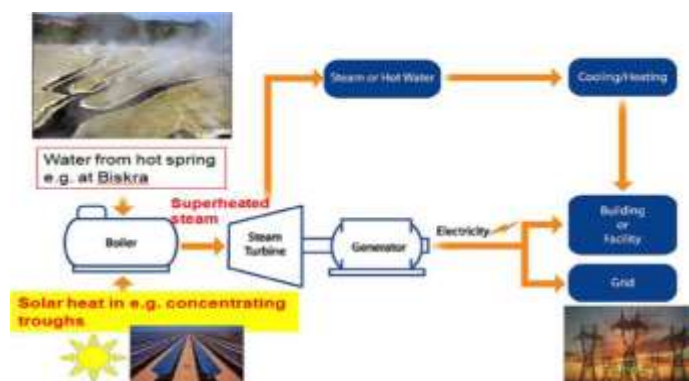 Steam or Hot Water
Cooling/Heating
Water from hot spring
e.g. at Biskra
Superheated
steam
Boiler
Steam
Turbine
Generator
Electricity
Building
or
Facility
Grid
Solar heat in e.g. concentrating
troughs